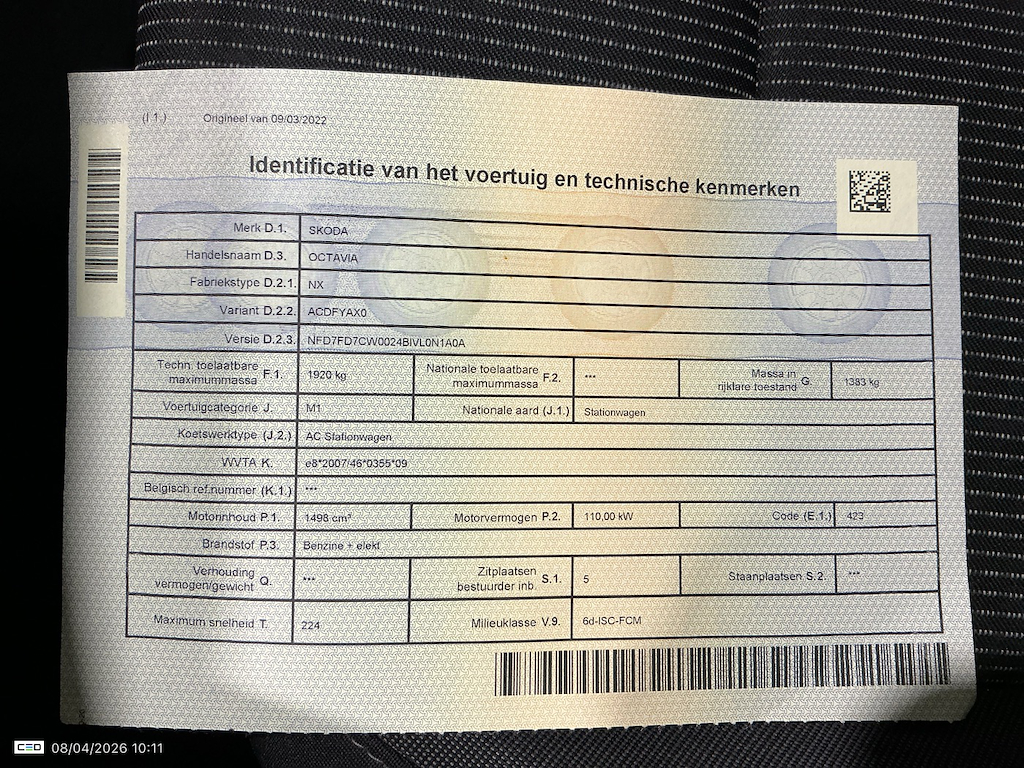 (I.1.) Origineel van 09/03/2022
Identificatie van het voertuig en technische kenmerken
Merk D.1. SKODA
Handelsnaam D.3. OCTAVIA
Fabriekstype D.2.1. NX
Variant D.2.2. ACDFYAX0
Versie D.2.3. NFD7FD7CW0024BIVL0N1A0A
Techn. toelaatbare maximummassa F.1. 1920 kg Nationale toelaatbare maximummassa F.2. *** Massa in rijklare toestand G. 1383 kg
Voertuigcategorie J. M1 Nationale aard (J.1.) Stationwagen
Koetswerktype (J.2.) AC Stationwagen
WVTA K. e8*2007/46*0355*09
Belgisch ref.nummer (K.1.) ***
Motorinhoud P.1. 1498 cm³ Motorvermogen P.2. 110,00 kW Code (E.1.) 423
Brandstof P.3. Benzine + elekt
Verhouding vermogen/gewicht Q. *** Zitplaatsen bestuurder inb. S.1. 5 Staanplaatsen S.2. ***
Maximum snelheid T. 224 Milieuklasse V.9. 6d-ISC-FCM
CEO 08/04/2026 10:11